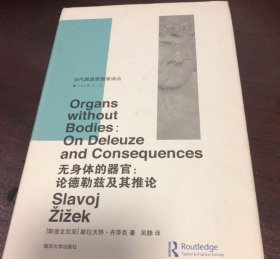 当代激进思想家译丛
Organs
without
Bodies:
On Deleuze
and Consequences
无身体的器官:
论德勒兹及其推论
Slavoj
Žižek
[斯洛文尼亚]斯拉沃热·齐泽克 著 吴静 译
南京大学出版社
Routledge
Taylor & Francis Group